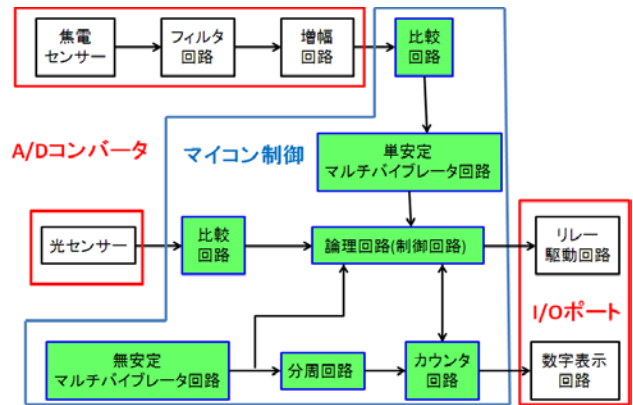 焦電
センサー
フィルタ
回路
増幅
回路
比較
回路
A/Dコンバータ
マイコン制御
単安定
マルチバイブレータ回路
光センサー
比較
回路
論理回路(制御回路)
リレー
駆動回路
I/Oポート
無安定
マルチバイブレータ回路
分周回路
カウンタ
回路
数字表示
回路